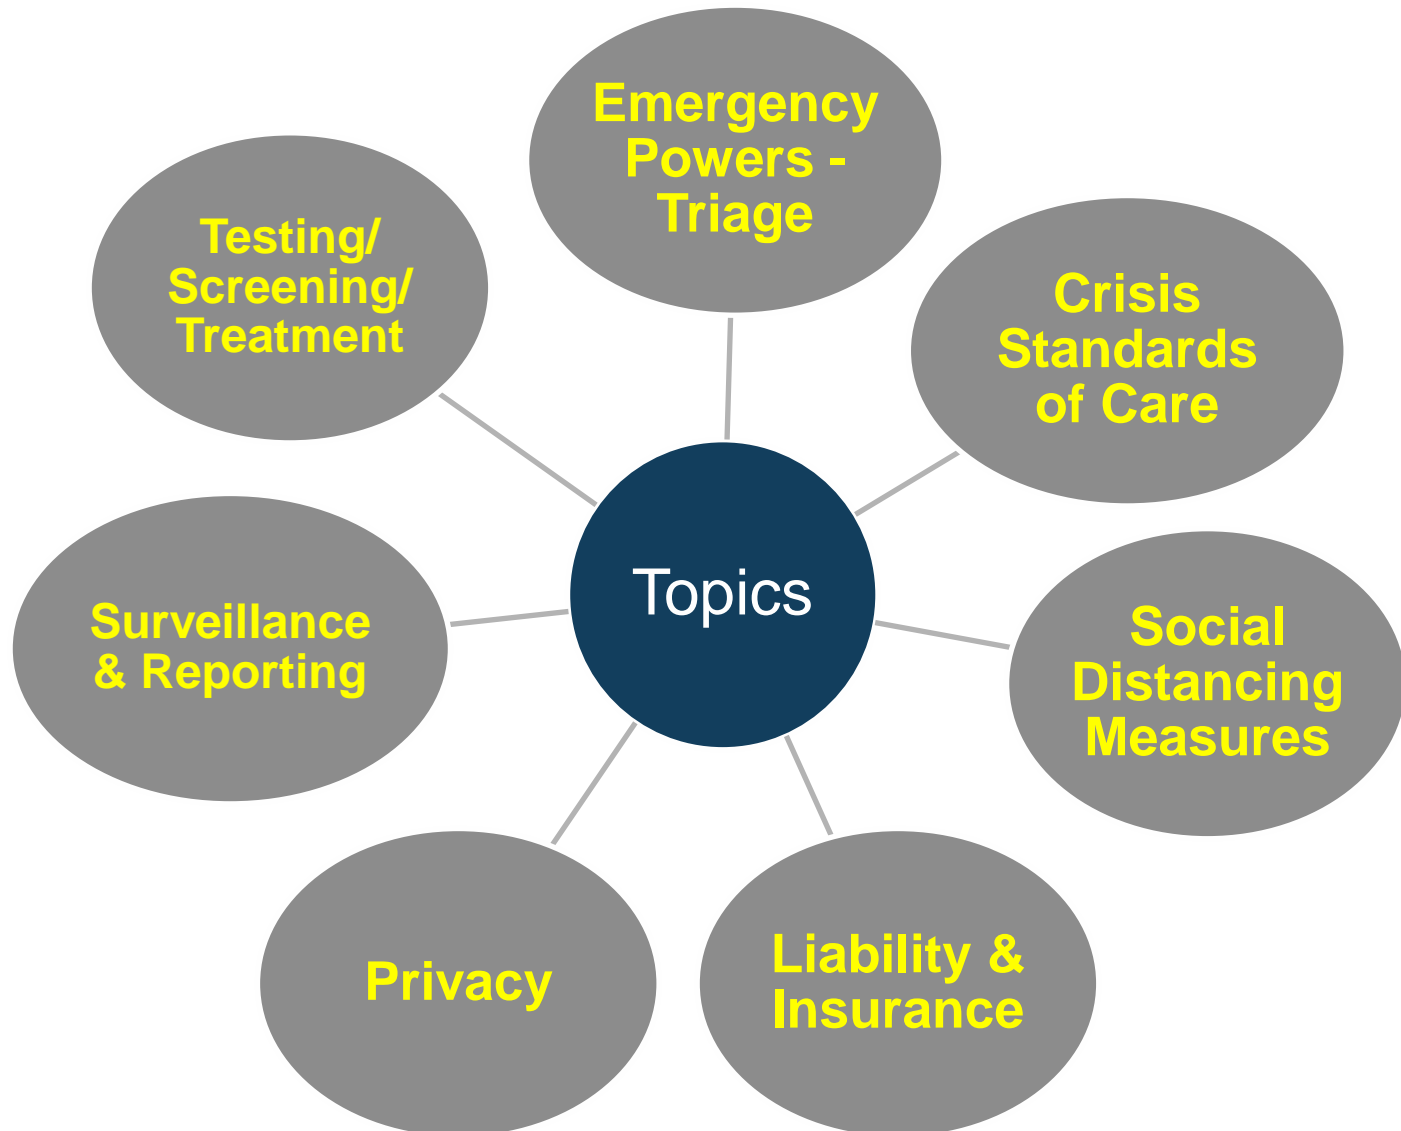 Emergency
Powers -
Triage
Crisis
Standards
of Care
Social
Distancing
Measures
Liability &
Insurance
Privacy
Surveillance
& Reporting
Testing/
Screening/
Treatment
Topics